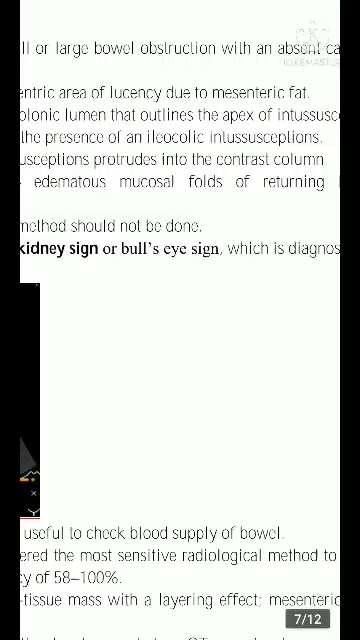 ll or large bowel obstruction with an absent ca
KINEMASTER
entric area of lucency due to mesenteric fat.
olonic lumen that outlines the apex of intussusc
the presence of an ileocolic intussusceptions.
usceptions protrudes into the contrast column.
edematous mucosal folds of returning
method should not be done.
kidney sign or bull's eye sign, which is diagnos
useful to check blood supply of bowel.
ered the most sensitive radiological method to
cy of 58–100%.
-tissue mass with a layering effect; mesenteric
7/12